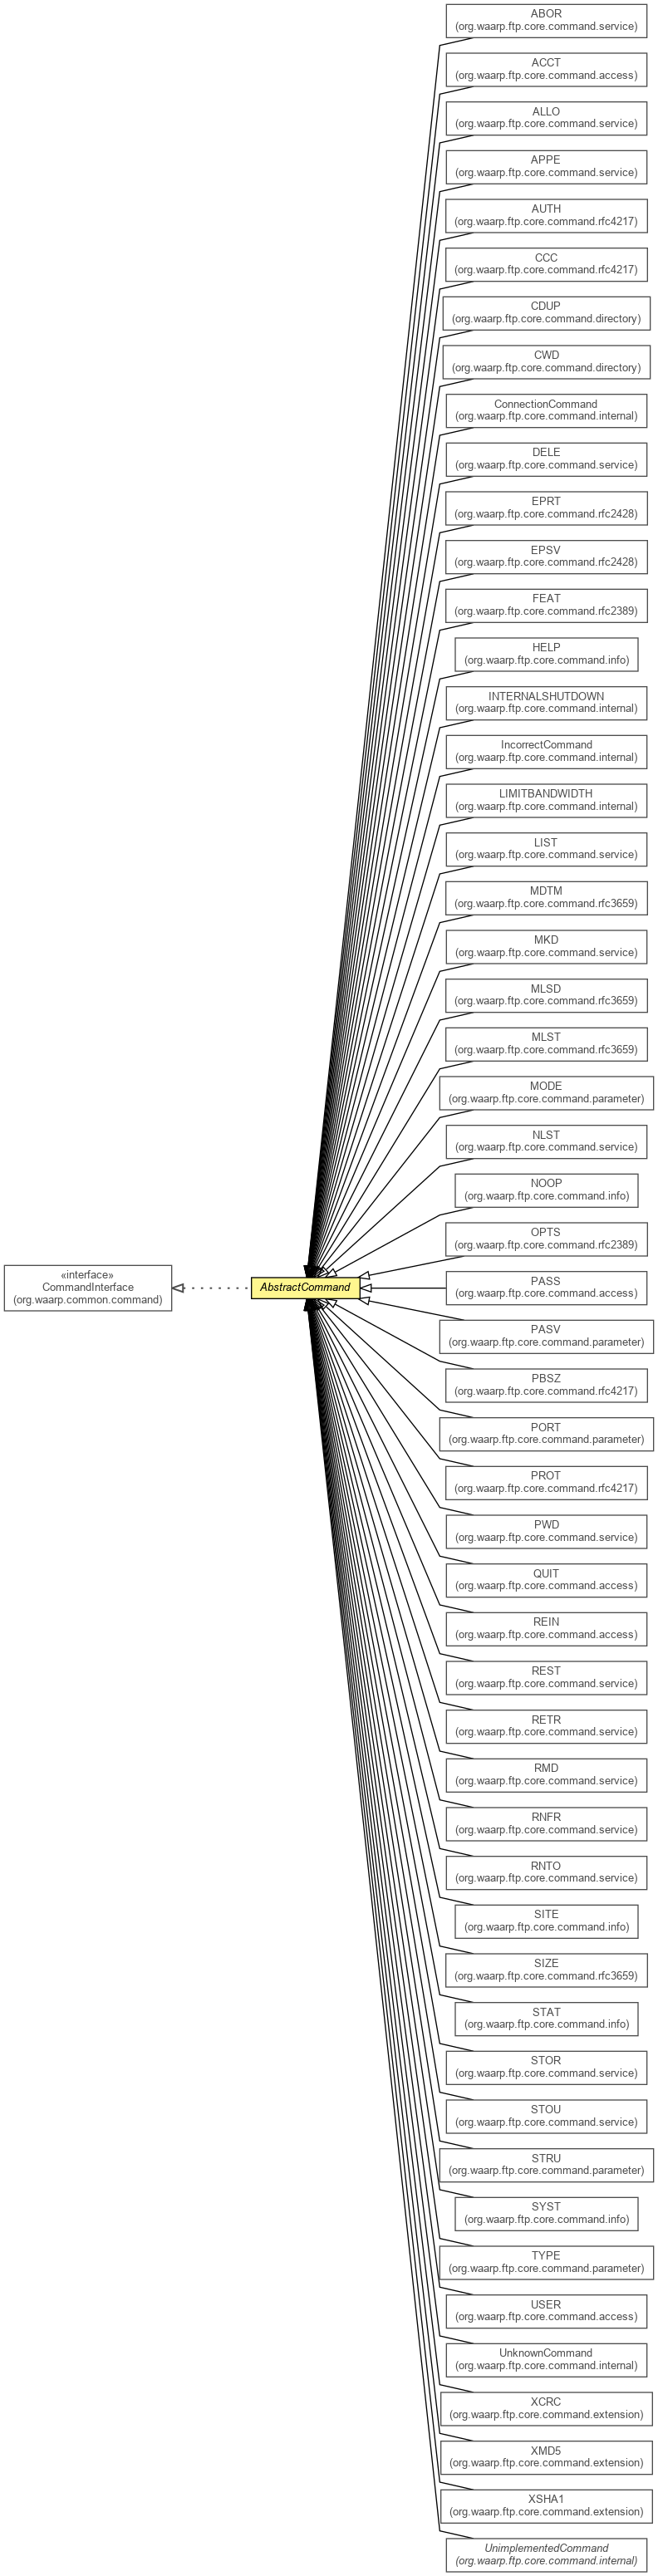 ABOR
(org.waarp.ftp.core.command.service)
ACCT
(org.waarp.ftp.core.command.access)
ALLO
(org.waarp.ftp.core.command.service)
APPE
(org.waarp.ftp.core.command.service)
AUTH
(org.waarp.ftp.core.command.rfc4217)
CCC
(org.waarp.ftp.core.command.rfc4217)
CDUP
(org.waarp.ftp.core.command.directory)
CWD
(org.waarp.ftp.core.command.directory)
ConnectionCommand
(org.waarp.ftp.core.command.internal)
DELE
(org.waarp.ftp.core.command.service)
EPRT
(org.waarp.ftp.core.command.rfc2428)
EPSV
(org.waarp.ftp.core.command.rfc2428)
FEAT
(org.waarp.ftp.core.command.rfc2389)
HELP
(org.waarp.ftp.core.command.info)
INTERNALSHUTDOWN
(org.waarp.ftp.core.command.internal)
IncorrectCommand
(org.waarp.ftp.core.command.internal)
LIMITBANDWIDTH
(org.waarp.ftp.core.command.internal)
LIST
(org.waarp.ftp.core.command.service)
MDTM
(org.waarp.ftp.core.command.rfc3659)
MKD
(org.waarp.ftp.core.command.service)
MLSD
(org.waarp.ftp.core.command.rfc3659)
MLST
(org.waarp.ftp.core.command.rfc3659)
MODE
(org.waarp.ftp.core.command.parameter)
NLST
(org.waarp.ftp.core.command.service)
NOOP
(org.waarp.ftp.core.command.info)
OPTS
(org.waarp.ftp.core.command.rfc2389)
«interface»
CommandInterface
(org.waarp.common.command)
AbstractCommand
PASS
(org.waarp.ftp.core.command.access)
PASV
(org.waarp.ftp.core.command.parameter)
PBSZ
(org.waarp.ftp.core.command.rfc4217)
PORT
(org.waarp.ftp.core.command.parameter)
PROT
(org.waarp.ftp.core.command.rfc4217)
PWD
(org.waarp.ftp.core.command.service)
QUIT
(org.waarp.ftp.core.command.access)
REIN
(org.waarp.ftp.core.command.access)
REST
(org.waarp.ftp.core.command.service)
RETR
(org.waarp.ftp.core.command.service)
RMD
(org.waarp.ftp.core.command.service)
RNFR
(org.waarp.ftp.core.command.service)
RNTO
(org.waarp.ftp.core.command.service)
SITE
(org.waarp.ftp.core.command.info)
SIZE
(org.waarp.ftp.core.command.rfc3659)
STAT
(org.waarp.ftp.core.command.info)
STOR
(org.waarp.ftp.core.command.service)
STOU
(org.waarp.ftp.core.command.service)
STRU
(org.waarp.ftp.core.command.parameter)
SYST
(org.waarp.ftp.core.command.info)
TYPE
(org.waarp.ftp.core.command.parameter)
USER
(org.waarp.ftp.core.command.access)
UnknownCommand
(org.waarp.ftp.core.command.internal)
XCRC
(org.waarp.ftp.core.command.extension)
XMD5
(org.waarp.ftp.core.command.extension)
XSHA1
(org.waarp.ftp.core.command.extension)
UnimplementedCommand
(org.waarp.ftp.core.command.internal)